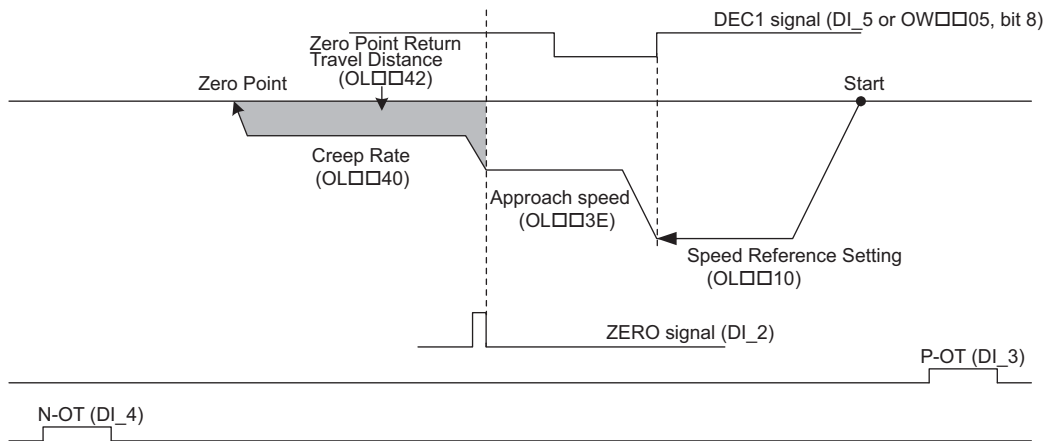 DEC1 signal (DI_5 or OW□□05, bit 8)
Zero Point Return
Travel Distance
(OL□□42)
Zero Point
Start
Creep Rate
(OL□□40)
Approach speed
(OL□□3E)
Speed Reference Setting
(OL□□10)
ZERO signal (DI_2)
P-OT (DI_3)
N-OT (DI_4)